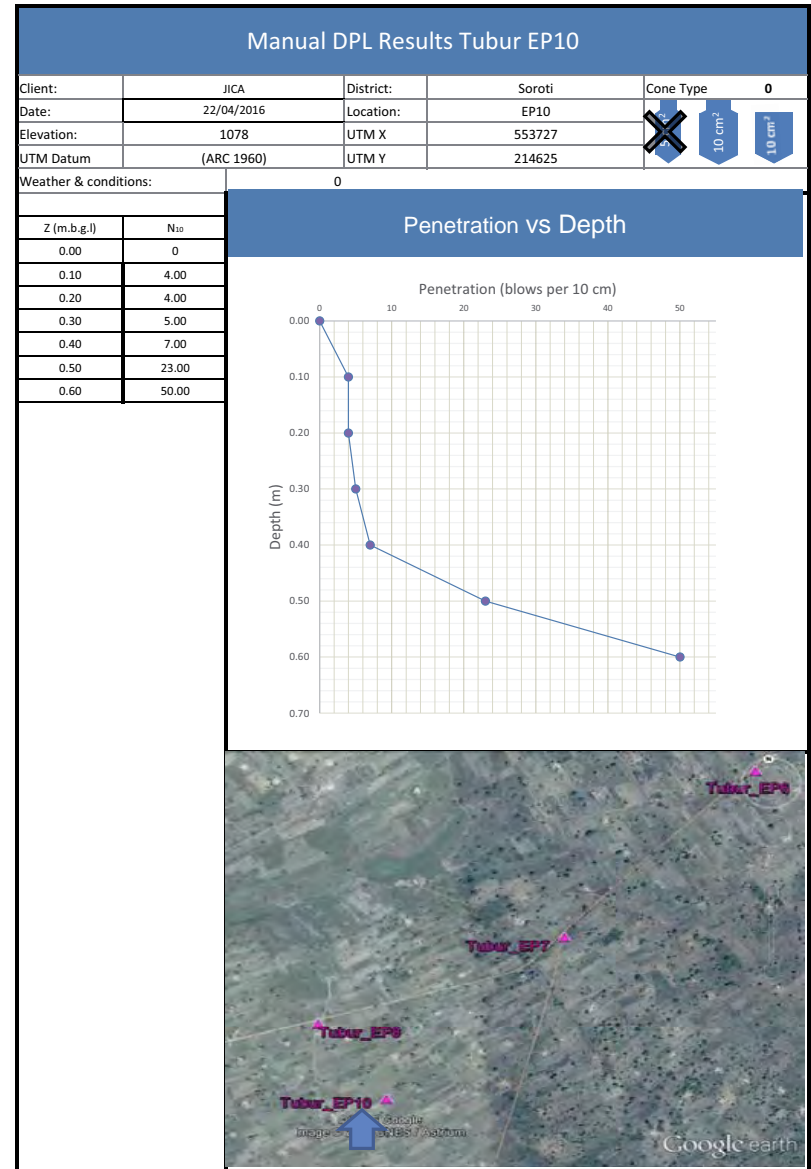 Manual DPL Results Tubur EP10
Client: JICA District: Soroti Cone Type 0
Date: 22/04/2016 Location: EP10
Elevation: 1078 UTM X 553727
UTM Datum (ARC 1960) UTM Y 214625
10 cm²
10 cm²
Weather & conditions: 0
Z (m.b.g.l) N10
0.00 0
0.10 4.00
0.20 4.00
0.30 5.00
0.40 7.00
0.50 23.00
0.60 50.00
Penetration vs Depth
Penetration (blows per 10 cm)
0 10 20 30 40 50
0.00
0.10
0.20
0.30
0.40
0.50
0.60
0.70
Depth (m)
Tubur_EP6
Tubur_EP7
Tubur_EP8
Tubur_EP10
Google
Image / Astrium
Google earth